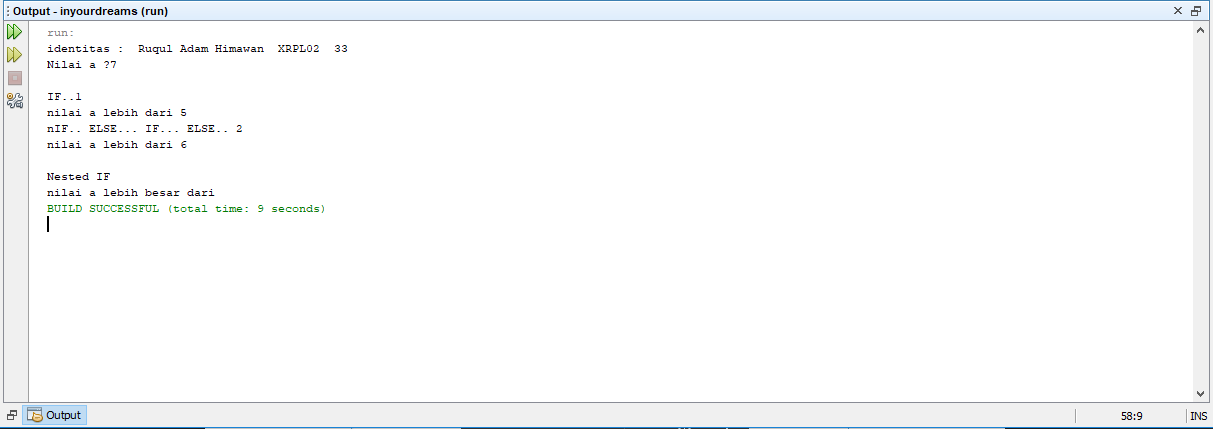 Output - inyourdreams (run)
run:
identitas :  Ruqul Adam Himawan  XRPL02  33
Nilai a ?7
IF..1
nilai a lebih dari 5
nIF.. ELSE... IF... ELSE.. 2
nilai a lebih dari 6
Nested IF
nilai a lebih besar dari
BUILD SUCCESSFUL (total time: 9 seconds)
Output
58:9
INS